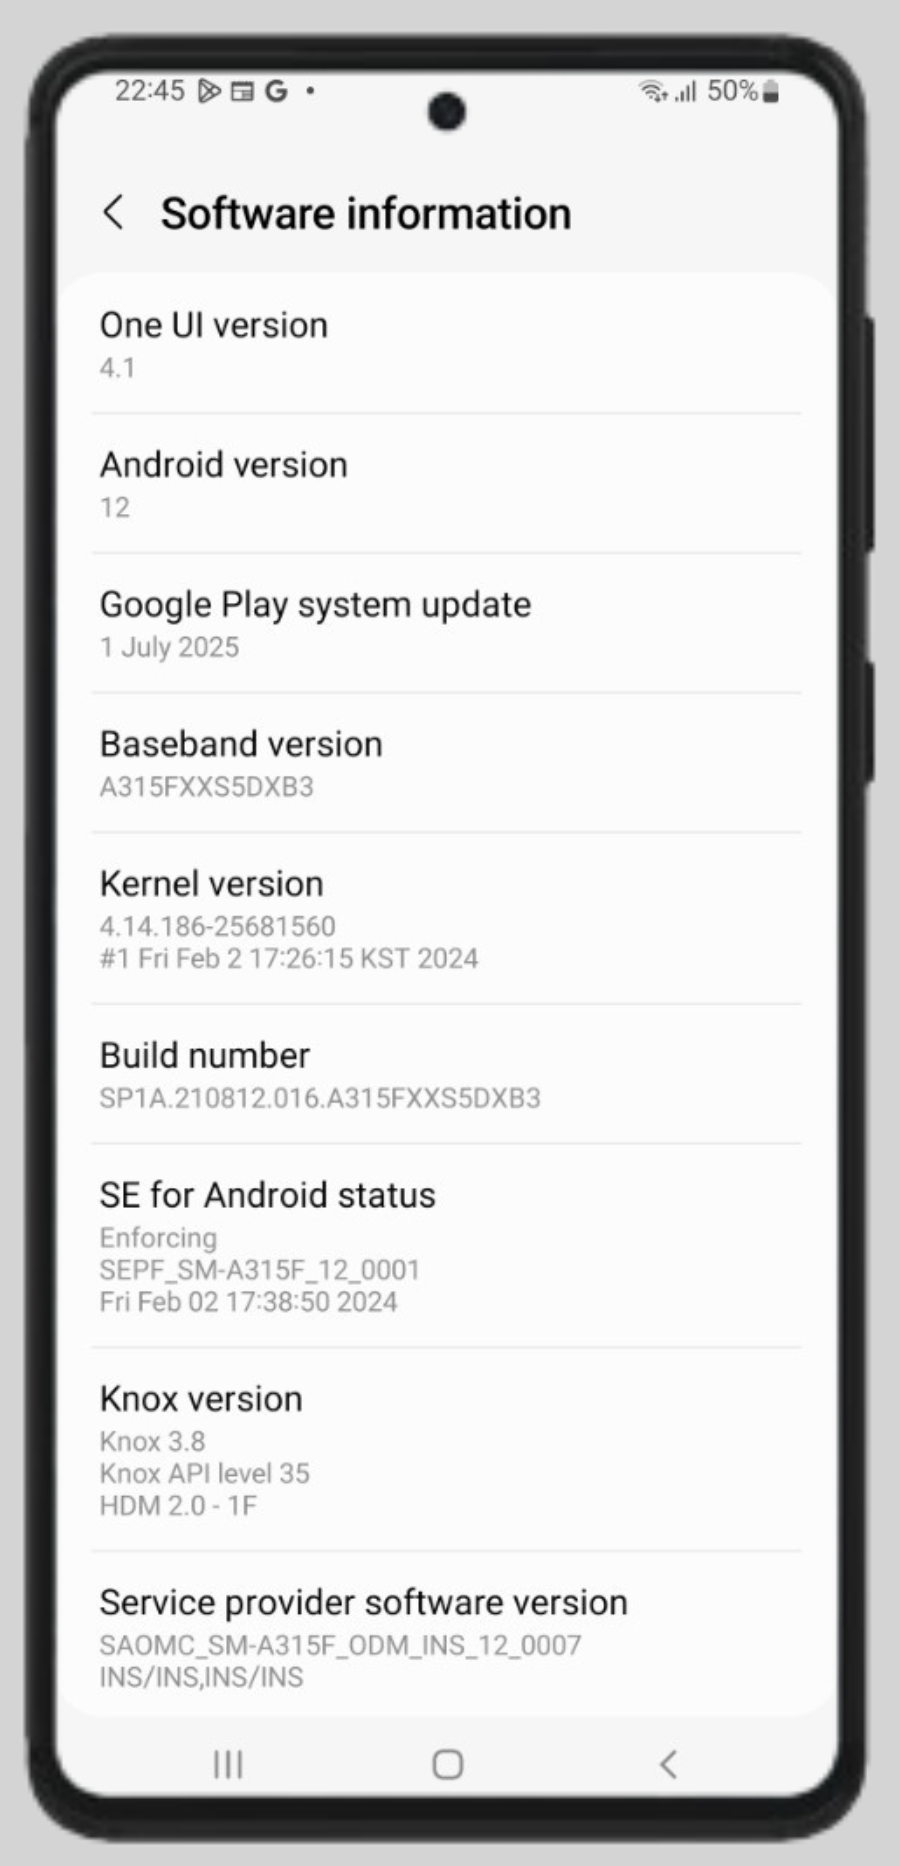 22:45 G 50%
Software information
One UI version
4.1
Android version
12
Google Play system update
1 July 2025
Baseband version
A315FXXS5DXB3
Kernel version
4.14.186-25681560
#1 Fri Feb 2 17:26:15 KST 2024
Build number
SP1A.210812.016.A315FXXS5DXB3
SE for Android status
Enforcing
SEPF_SM-A315F_12_0001
Fri Feb 02 17:38:50 2024
Knox version
Knox 3.8
Knox API level 35
HDM 2.0 - 1F
Service provider software version
SAOMC_SM-A315F_ODM_INS_12_0007
INS/INS,INS/INS